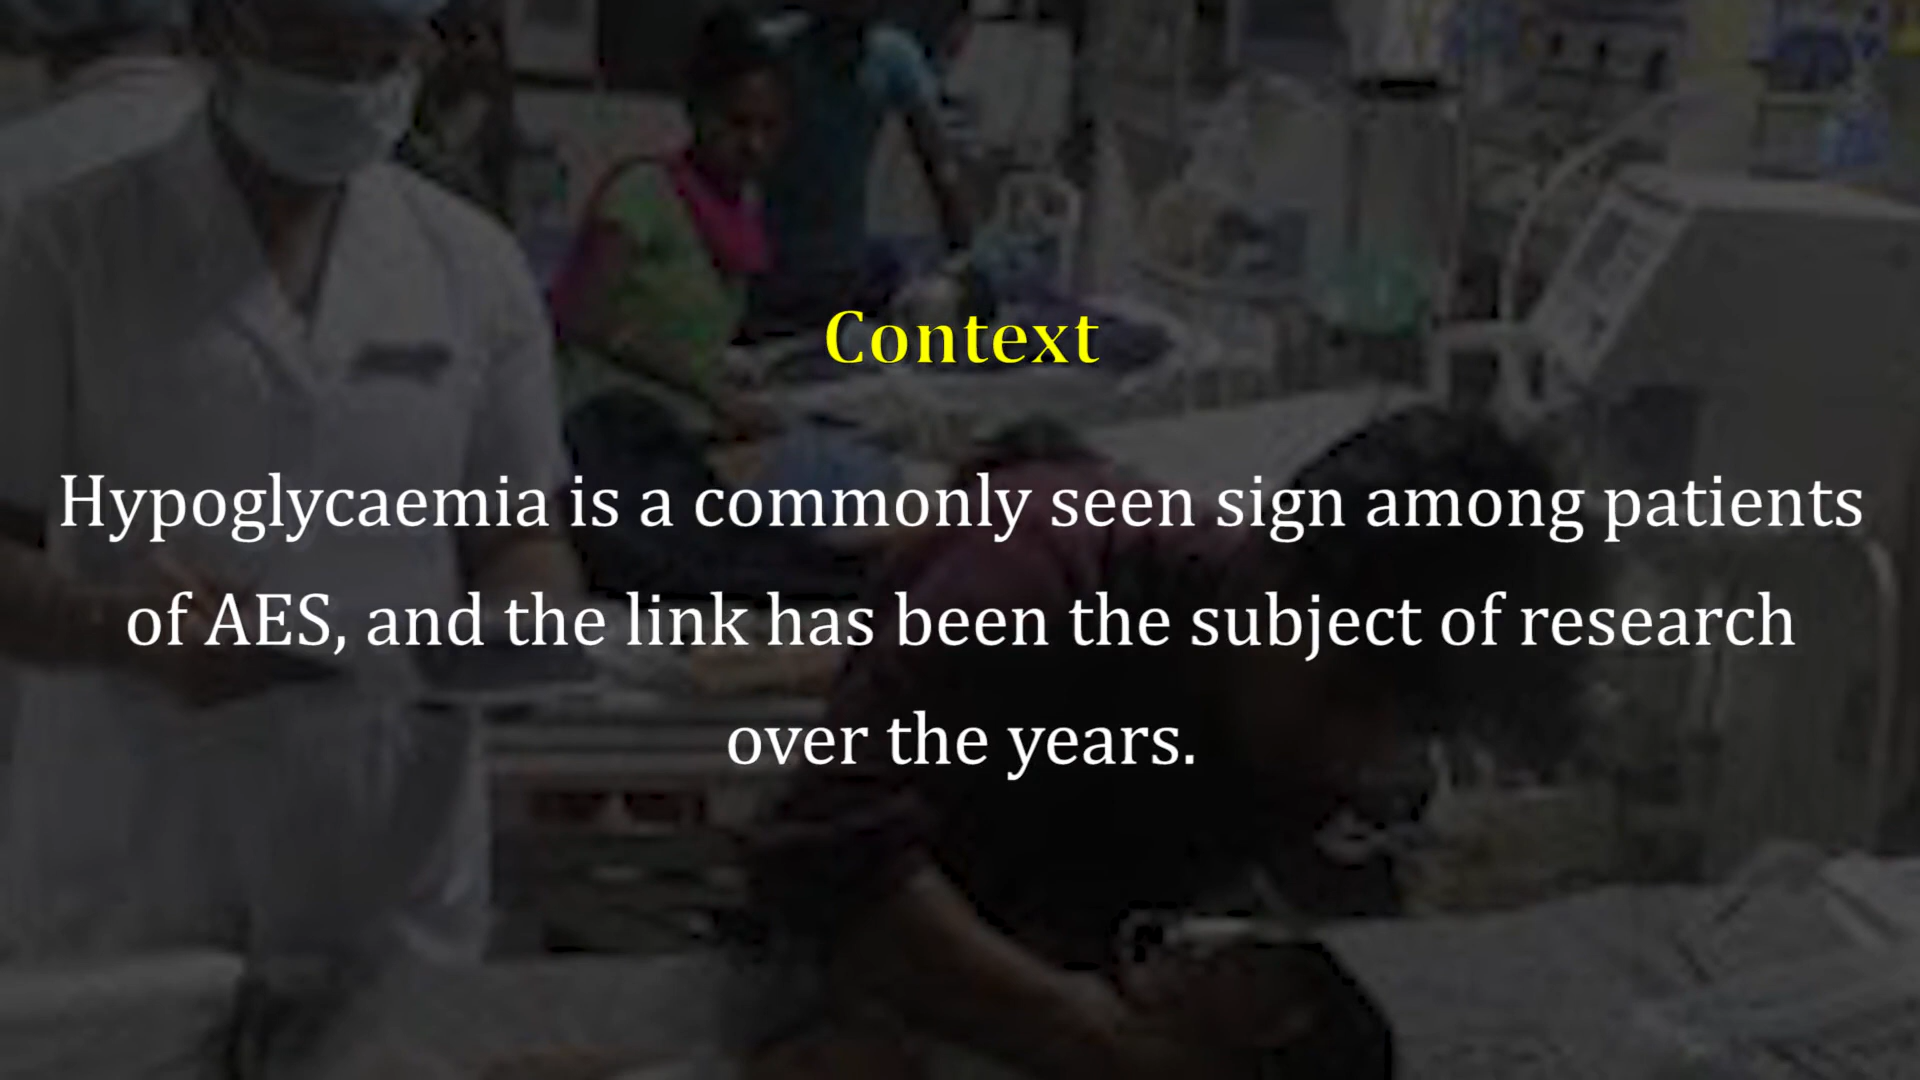 Context
Hypoglycaemia is a commonly seen sign among patients
of AES, and the link has been the subject of research
over the years.